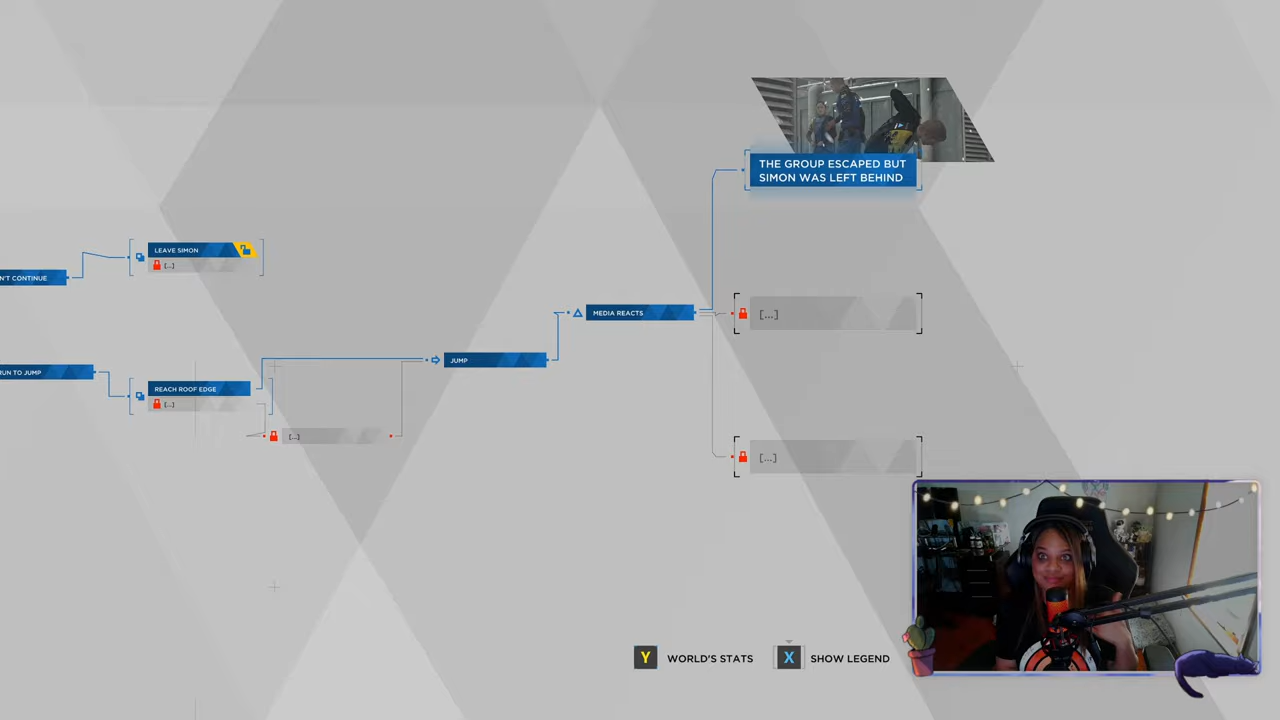 THE GROUP ESCAPED BUT
SIMON WAS LEFT BEHIND
LEAVE SIMON
[...]
N'T CONTINUE
[...]
MEDIA REACTS
JUMP
RUN TO JUMP
REACH ROOF EDGE
[...]
[...]
[...]
Y WORLD'S STATS
X SHOW LEGEND